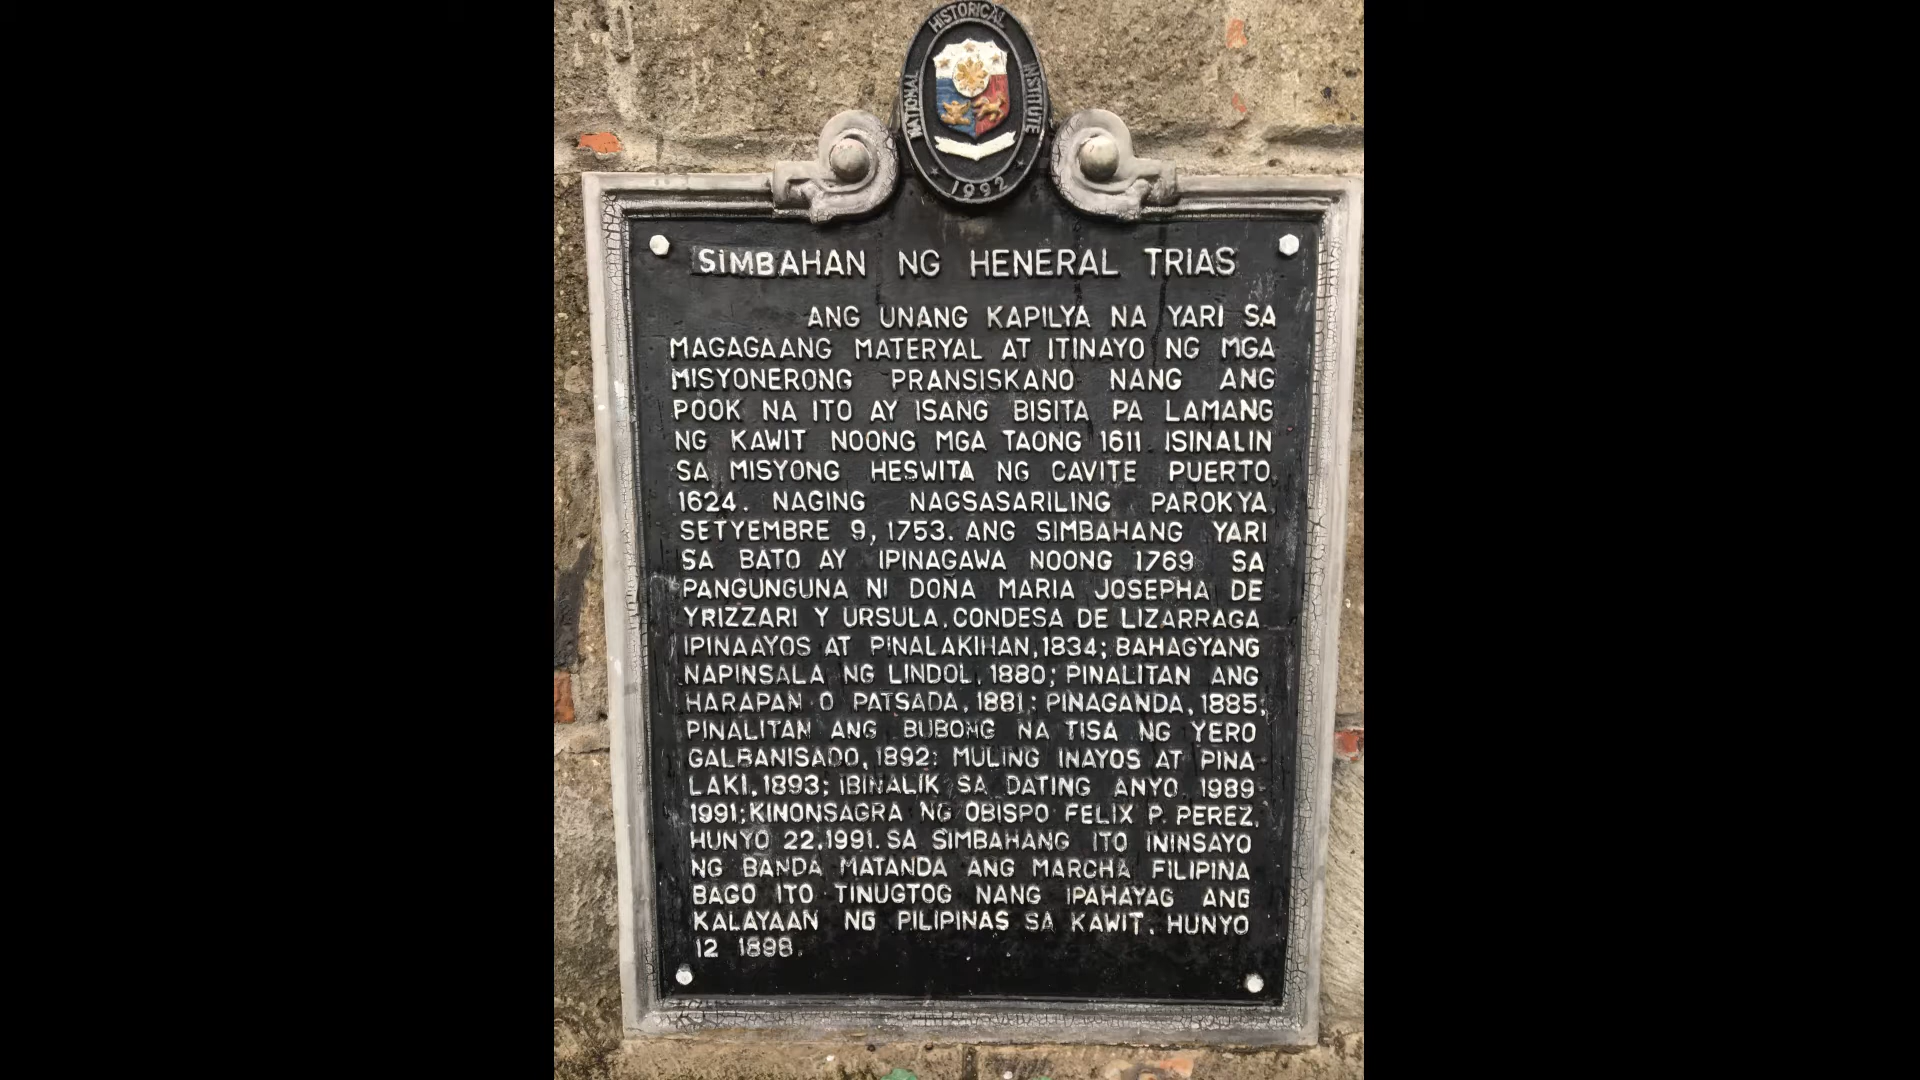 NATIONAL HISTORICAL INSTITUTE
1992
SIMBAHAN NG HENERAL TRIAS
ANG UNANG KAPILYA NA YARI SA
MAGAGAANG MATERYAL AT ITINAYO NG MGA
MISYONERONG PRANSISKANO NANG ANG
POOK NA ITO AY ISANG BISITA PA LAMANG
NG KAWIT NOONG MGA TAONG 1611 ISINALIN
SA MISYONG HESWITA NG CAVITE PUERTO,
1624. NAGING NAGSASARILING PAROKYA,
SETYEMBRE 9, 1753. ANG SIMBAHANG YARI
SA BATO AY IPINAGAWA NOONG 1769 SA
PANGUNGUNA NI DOÑA MARIA JOSEPHA DE
YRIZZARI Y URSULA, CONDESA DE LIZARRAGA
IPINAAYOS AT PINALAKIHAN, 1834; BAHAGYANG
NAPINSALA NG LINDOL, 1880; PINALITAN ANG
HARAPAN O PATSADA, 1881; PINAGANDA, 1885;
PINALITAN ANG BUBONG NA TISA NG YERO
GALBANISADO, 1892; MULING INAYOS AT PINA-
LAKI, 1893; IBINALIK SA DATING ANYO, 1989-
1991; KINONSAGRA NG OBISPO FELIX P. PEREZ,
HUNYO 22, 1991. SA SIMBAHANG ITO ININSAYO
NG BANDA MATANDA ANG MARCHA FILIPINA
BAGO ITO TINUGTOG NANG IPAHAYAG ANG
KALAYAAN NG PILIPINAS SA KAWIT, HUNYO
12 1898.